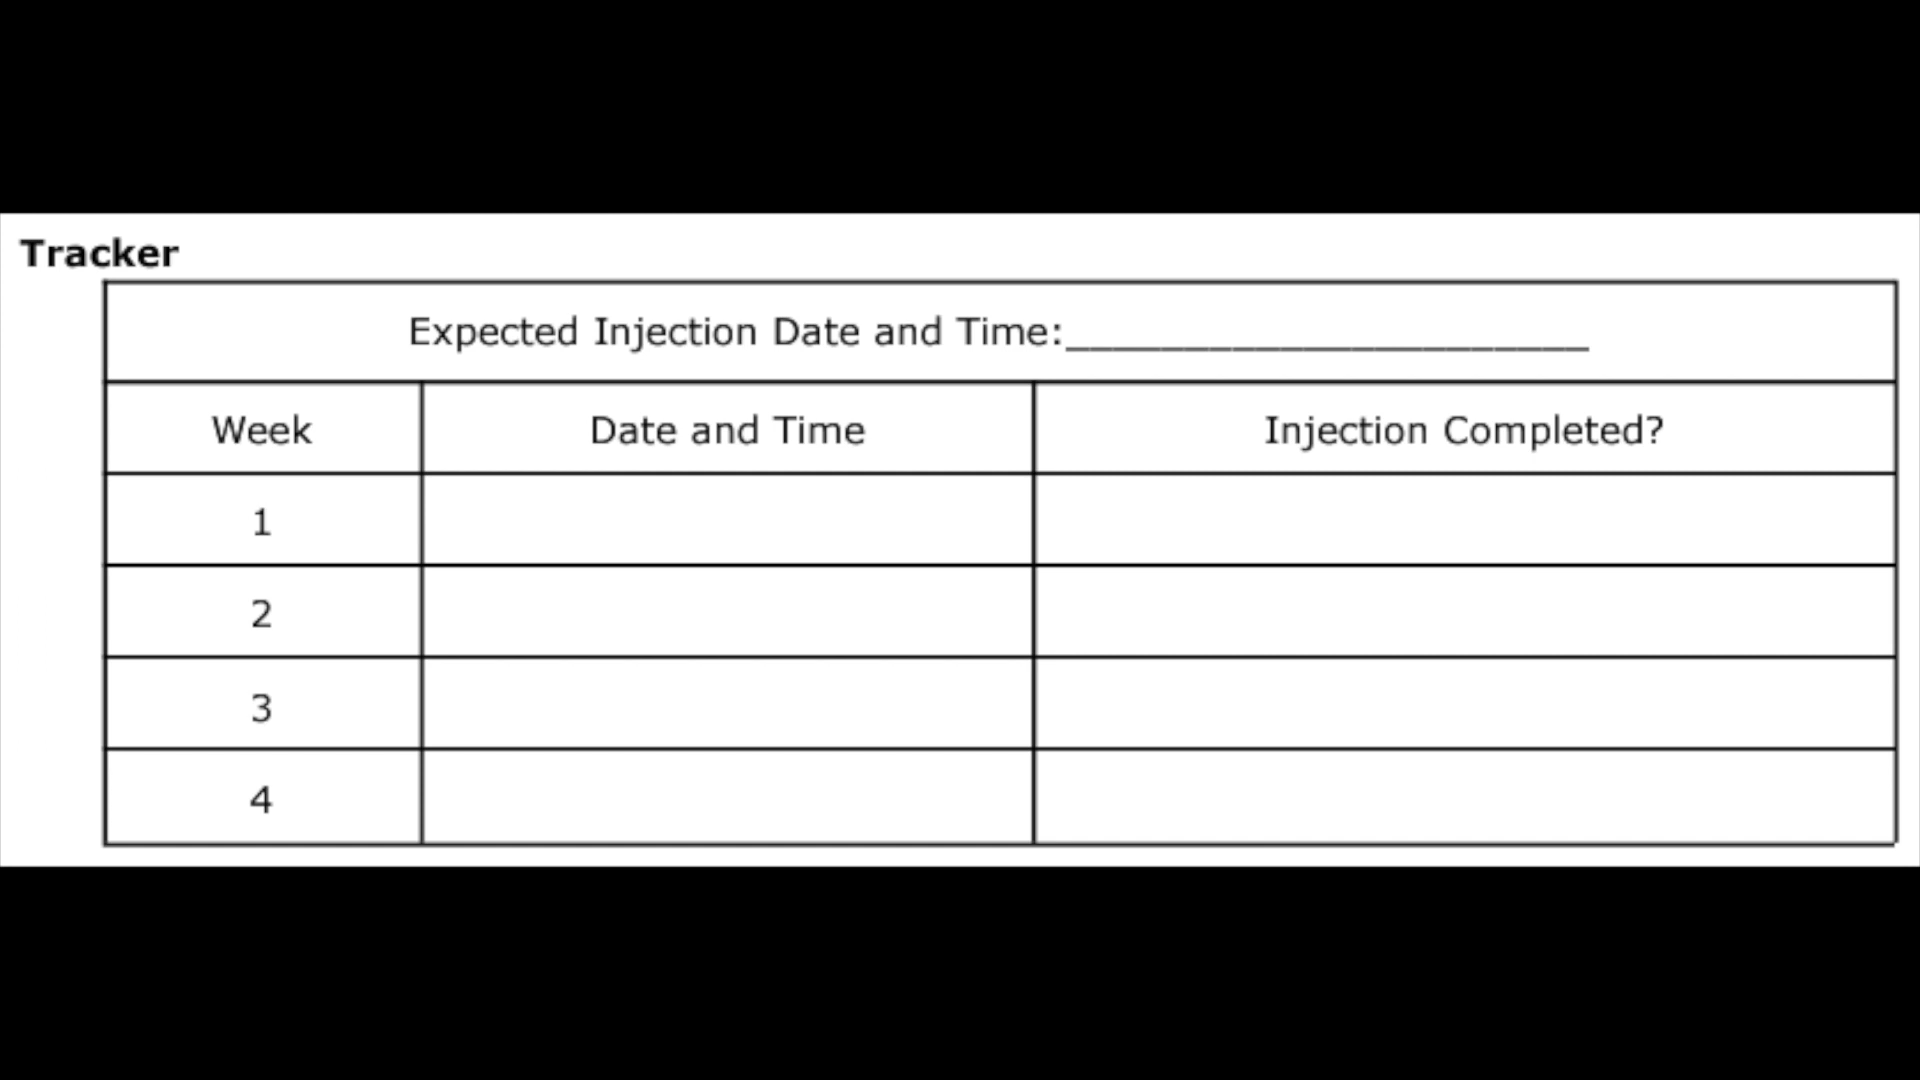 Tracker
Expected Injection Date and Time:______________________
Week Date and Time Injection Completed?
1
2
3
4